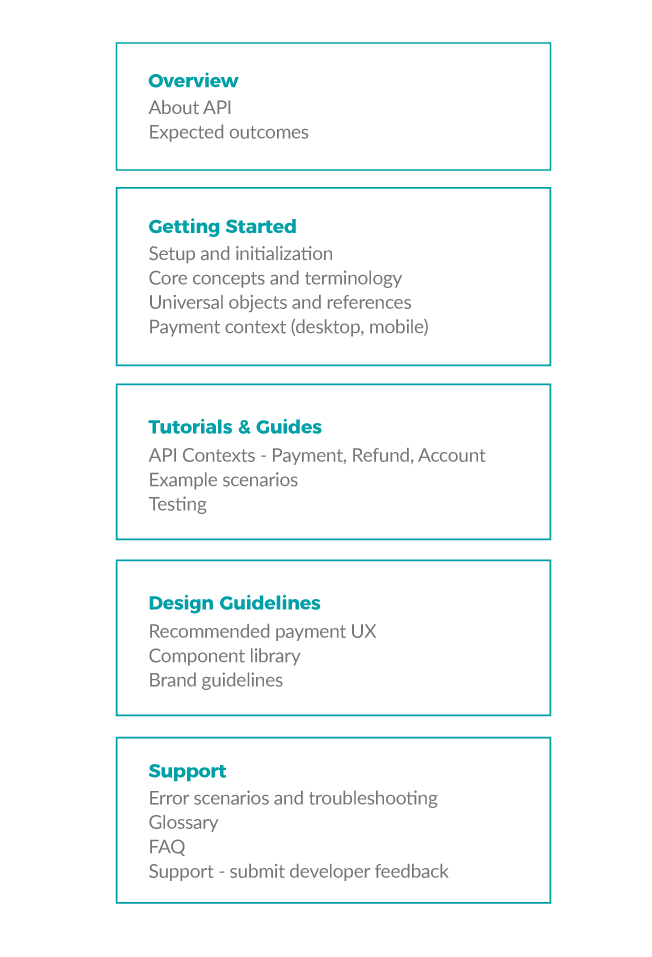 Overview
About API
Expected outcomes
Getting Started
Setup and initialization
Core concepts and terminology
Universal objects and references
Payment context (desktop, mobile)
Tutorials & Guides
API Contexts - Payment, Refund, Account
Example scenarios
Testing
Design Guidelines
Recommended payment UX
Component library
Brand guidelines
Support
Error scenarios and troubleshooting
Glossary
FAQ
Support - submit developer feedback